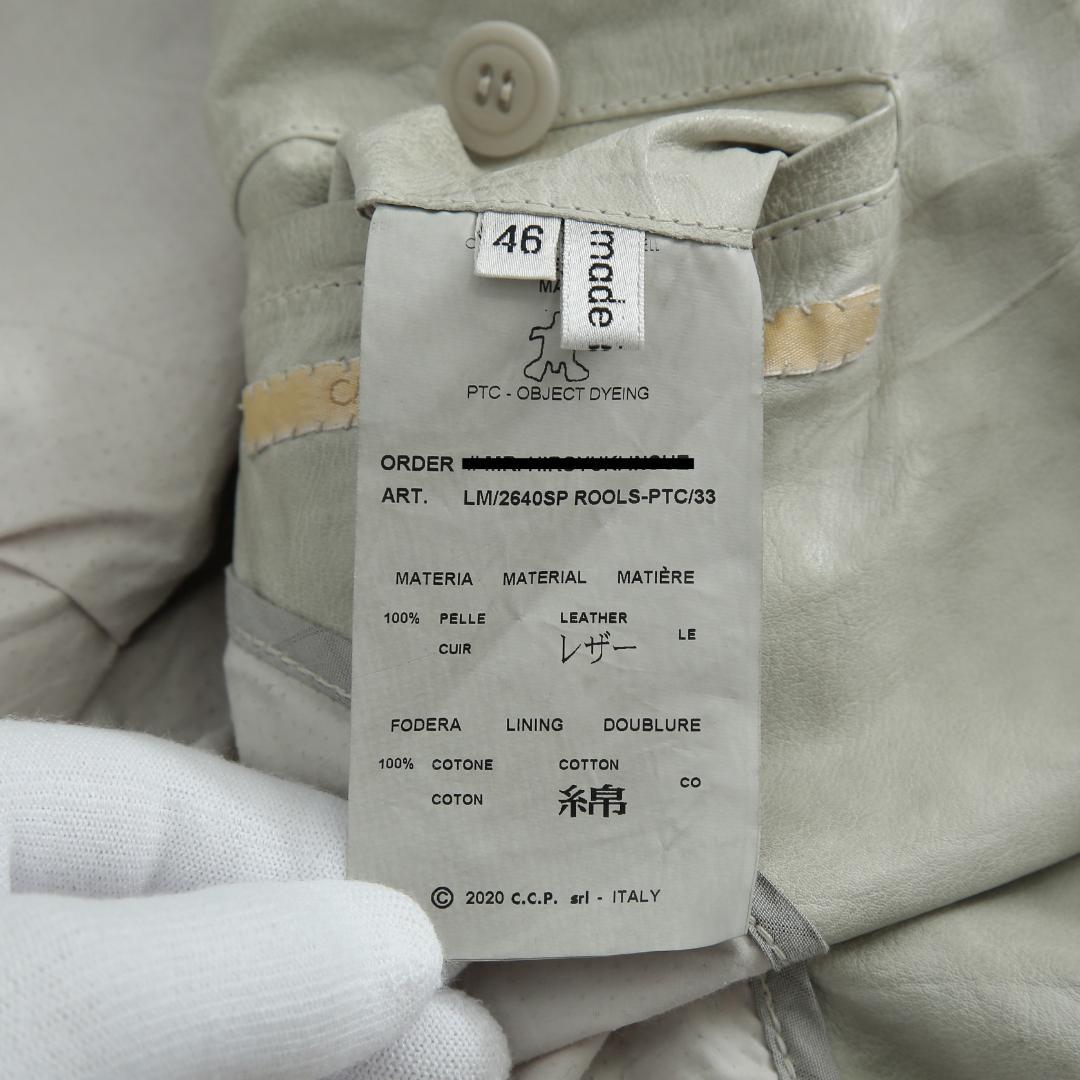 46
made
PTC - OBJECT DYEING
ORDER
ART. LM/2640SP ROOLS-PTC/33
MATERIA MATERIAL MATIÈRE
100% PELLE LEATHER LE
CUIR レザー
FODERA LINING DOUBLURE
100% COTONE COTTON CO
COTON 綿
© 2020 C.C.P. srl - ITALY